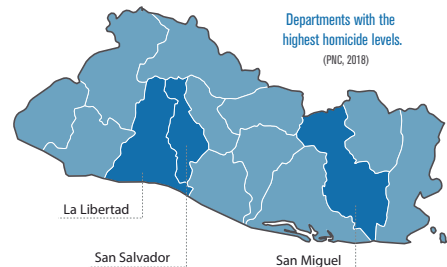 Departments with the
highest homicide levels.
(PNC, 2018)
La Libertad
San Salvador
San Miguel